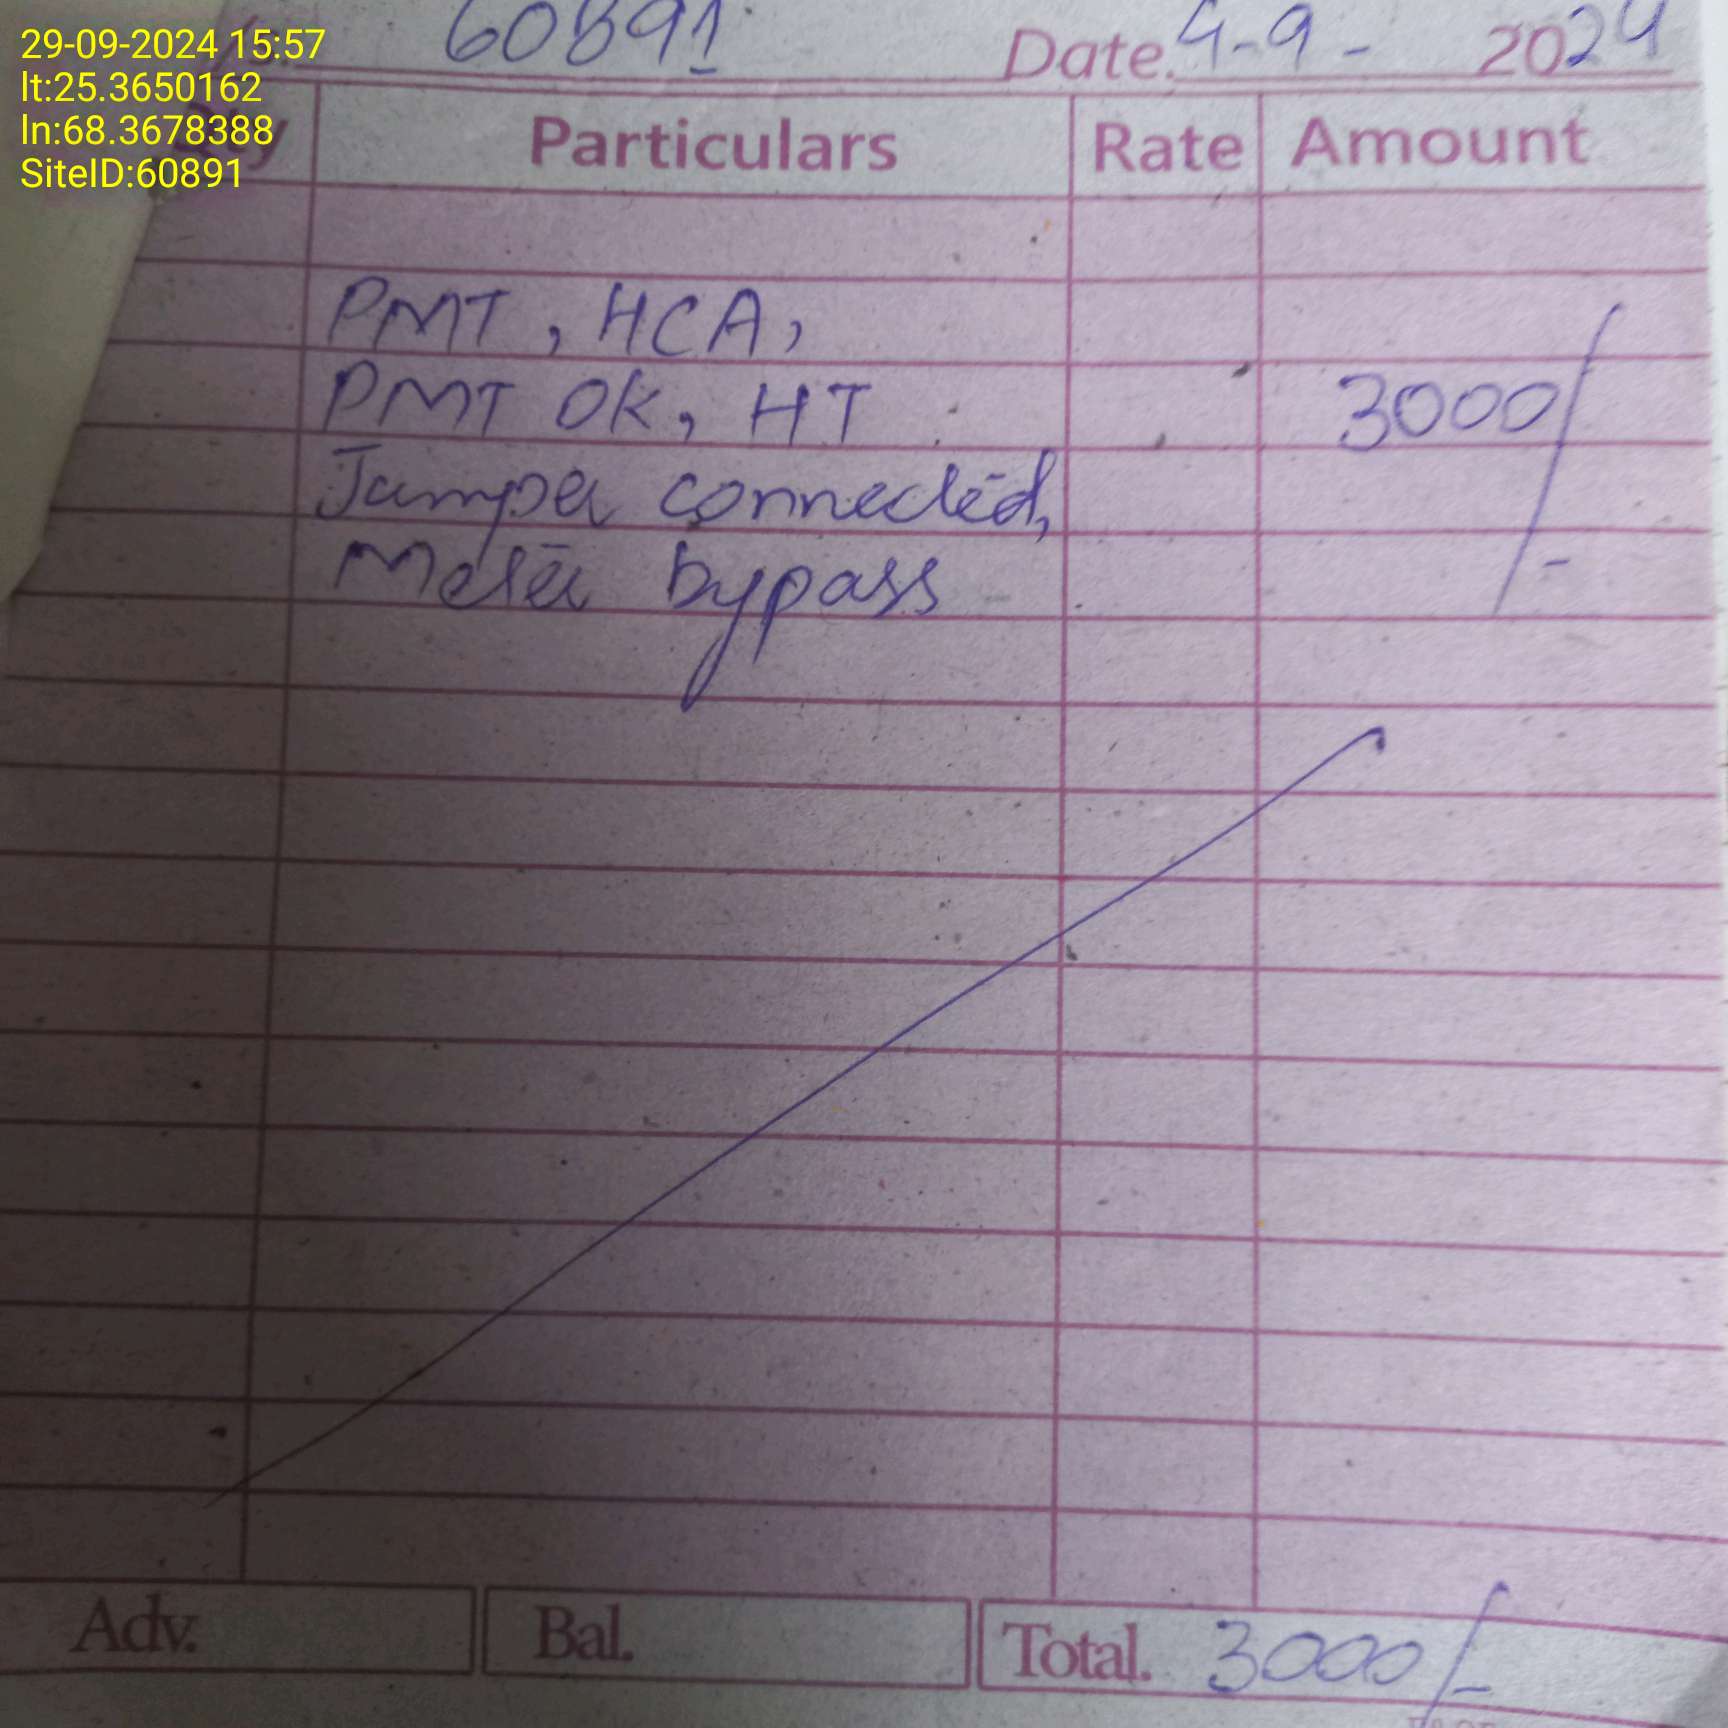 29-09-2024 15:57
lt:25.3650162
ln:68.3678388
SiteID:60891
60891 Date. 4-9- 2024
Particulars Rate Amount
PMT, HCA,
PMT OK, HT 3000/-
Jumper connected,
Meter bypass
Adv. Bal. Total. 3000/-